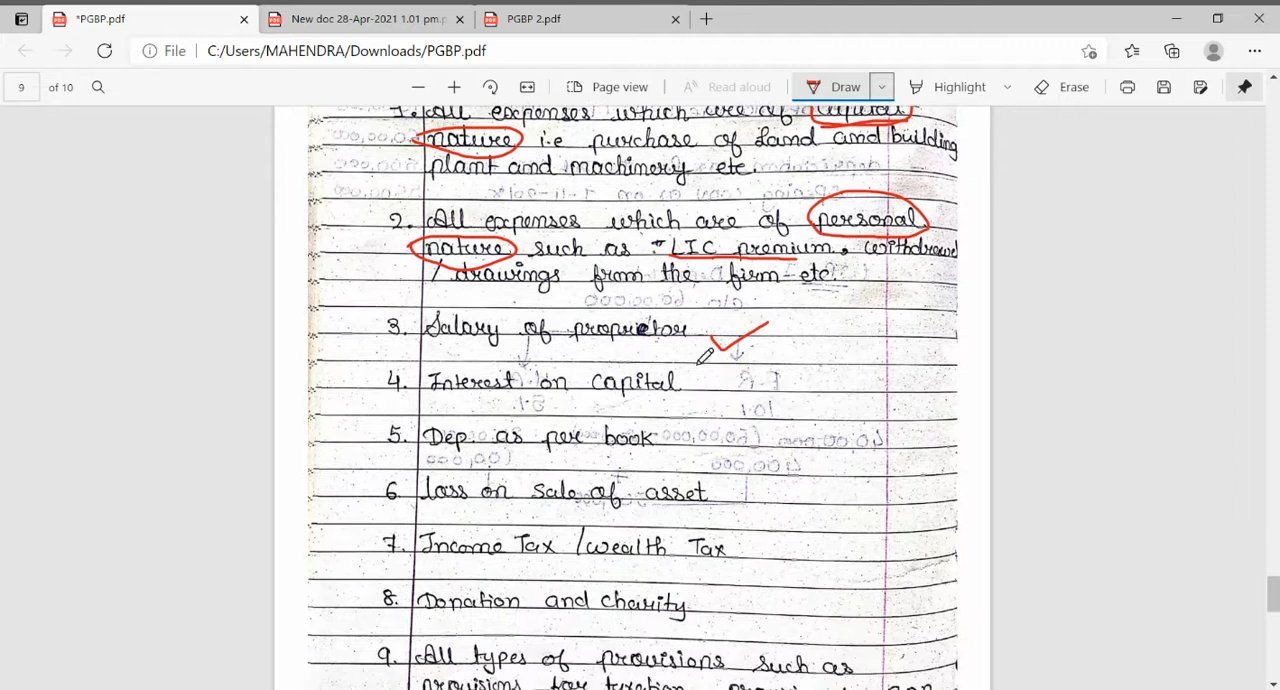 *PGBP.pdf
New doc 28-Apr-2021 1.01 pm.p
PGBP 2.pdf
File
C:/Users/MAHENDRA/Downloads/PGBP.pdf
9 of 10
Page view
Read aloud
Draw
Highlight
Erase
1. All expenses which are of capital
nature i.e purchase of Land and building
plant and machinery etc.
2. All expenses which are of personal
nature such as - LIC premium, withdrawl
/ drawings from the firm etc.
3. Salary of proprietor
4. Interest on capital
5. Dep as per book
6 loss on sale of asset
7. Income Tax /wealth Tax
8. Donation and charity
9. All types of provisions such as
provisions for taxation